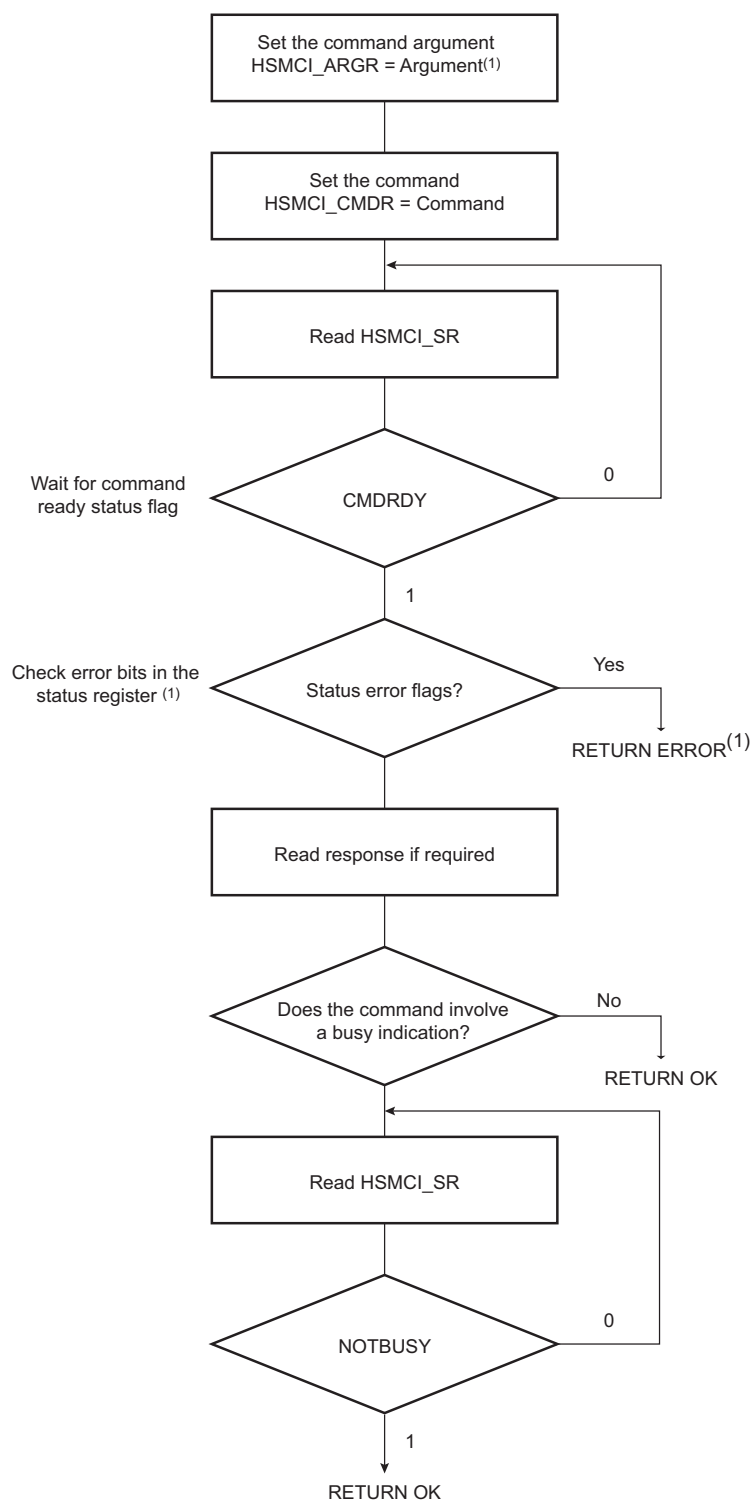 Set the command argument
HSMCI_ARGR = Argument(1)
Set the command
HSMCI_CMDR = Command
Read HSMCI_SR
Wait for command
ready status flag
CMDRDY
0
1
Check error bits in the
status register (1)
Status error flags?
Yes
RETURN ERROR(1)
Read response if required
Does the command involve
a busy indication?
No
RETURN OK
Read HSMCI_SR
NOTBUSY
0
1
RETURN OK